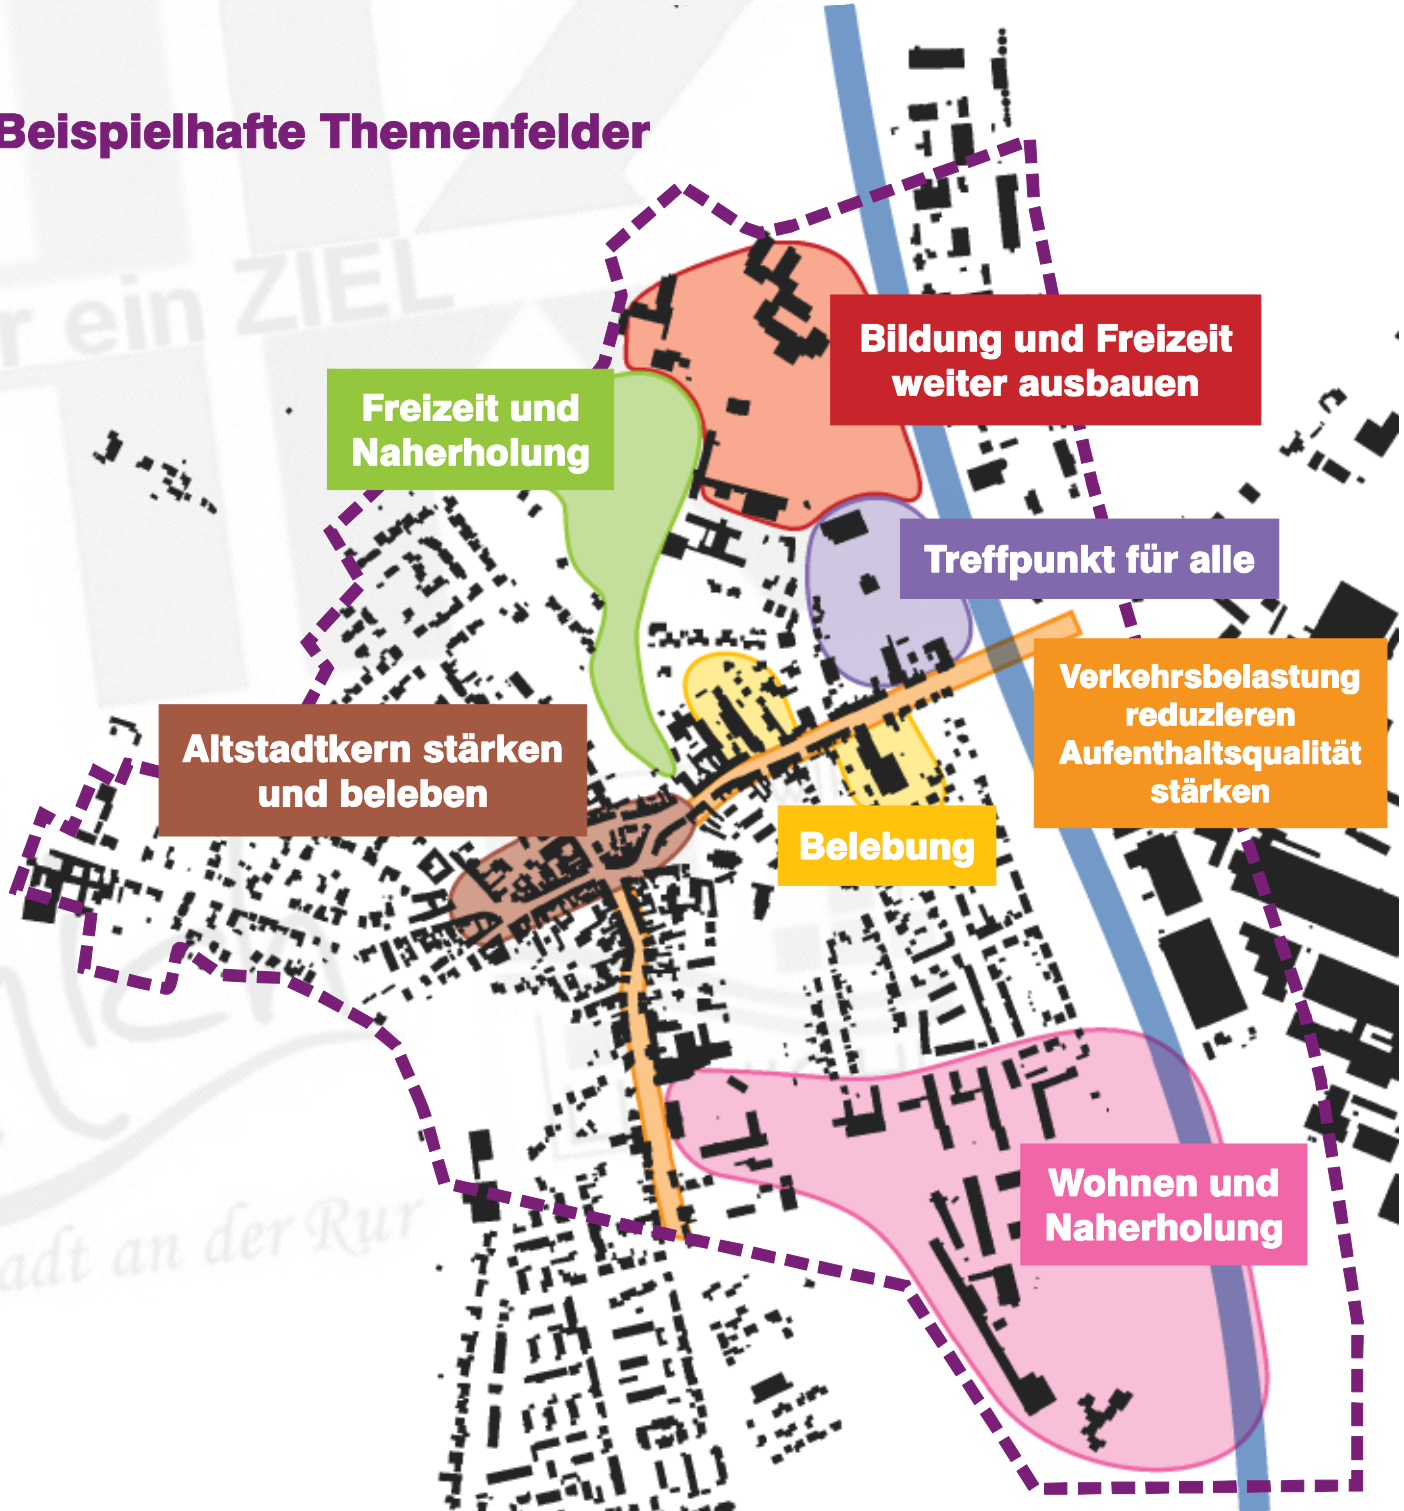 Beispielhafte Themenfelder
r ein ZIEL
Bildung und Freizeit
weiter ausbauen
Freizeit und
Naherholung
Treffpunkt für alle
Verkehrsbelastung
reduzieren
Aufenthaltsqualität
stärken
Altstadtkern stärken
und beleben
Belebung
Wohnen und
Naherholung
adt an der Rur